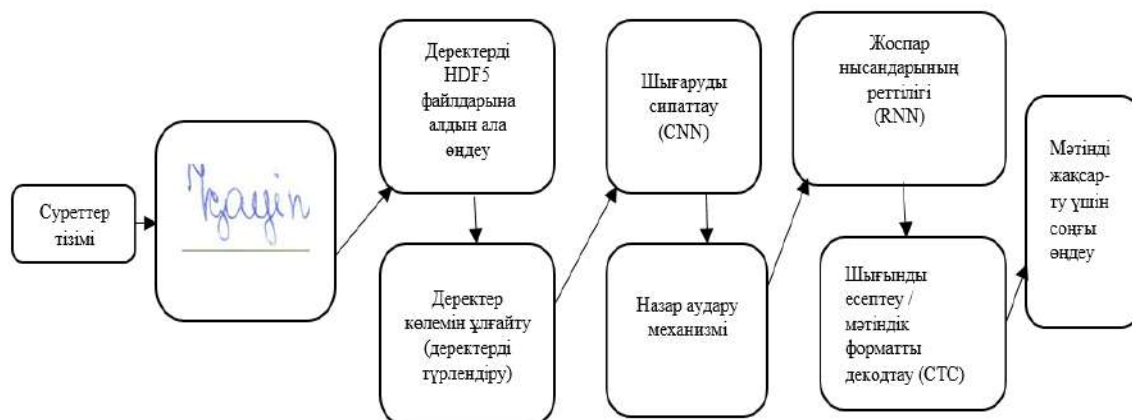 Суреттер
тізімі
Қауіп
Деректерді
HDF5
файлдарына
алдын ала
өңдеу
Деректер
көлемін ұлғайту
(деректерді
түрлендіру)
Шығаруды
сипаттау
(CNN)
Назар аудару
механизмі
Жоспар
нысандарының
реттілігі
(RNN)
Шығынды
есептеу /
мәтіндік
форматты
декодтау (CTC)
Мәтінді
жақсар-
ту үшін
соңғы
өңдеу